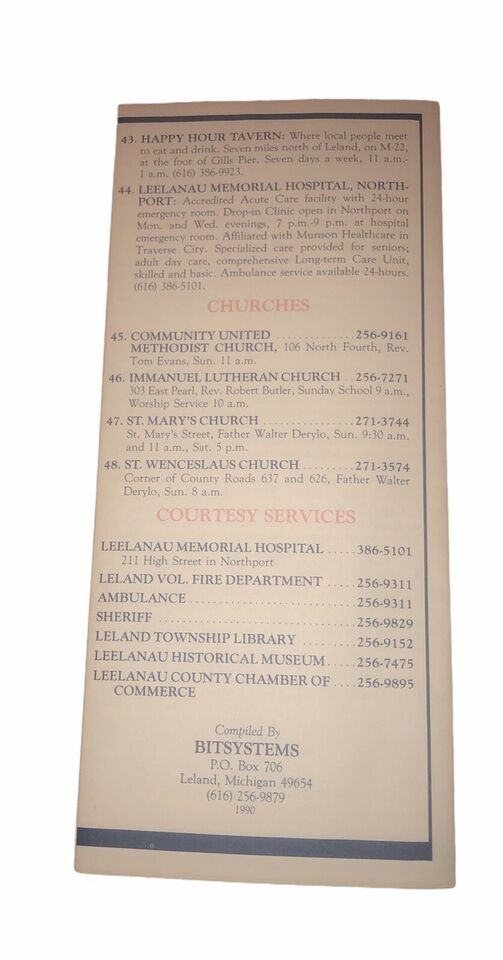 43. HAPPY HOUR TAVERN: Where local people meet
to eat and drink. Seven miles north of Leland, on M-22,
at the foot of Gills Pier. Seven days a week, 11 a.m.-
1 a.m. (616) 386-9923.
44. LEELANAU MEMORIAL HOSPITAL, NORTH-
PORT: Accredited Acute Care facility with 24-hour
emergency room. Drop-in Clinic open in Northport on
Mon. and Wed. evenings, 7 p.m.-9 p.m. at hospital
emergency room. Affiliated with Munson Healthcare in
Traverse City. Specialized care provided for seniors;
adult day care, comprehensive Long-term Care Unit,
skilled and basic. Ambulance service available 24-hours.
(616) 386-5101.
CHURCHES
45. COMMUNITY UNITED .............. 256-9161
METHODIST CHURCH, 106 North Fourth, Rev.
Tom Evans, Sun. 11 a.m.
46. IMMANUEL LUTHERAN CHURCH .. 256-7271
303 East Pearl, Rev. Robert Butler, Sunday School 9 a.m.,
Worship Service 10 a.m.
47. ST. MARY'S CHURCH ................ 271-3744
St. Mary's Street, Father Walter Derylo, Sun. 9:30 a.m.
and 11 a.m., Sat. 5 p.m.
48. ST. WENCESLAUS CHURCH ......... 271-3574
Corner of County Roads 637 and 626, Father Walter
Derylo, Sun. 8 a.m.
COURTESY SERVICES
LEELANAU MEMORIAL HOSPITAL ..... 386-5101
211 High Street in Northport
LELAND VOL. FIRE DEPARTMENT ..... 256-9311
AMBULANCE ........................ 256-9311
SHERIFF ............................. 256-9829
LELAND TOWNSHIP LIBRARY ......... 256-9152
LEELANAU HISTORICAL MUSEUM ..... 256-7475
LEELANAU COUNTY CHAMBER OF .... 256-9895
COMMERCE
Compiled By
BITSYSTEMS
P.O. Box 706
Leland, Michigan 49654
(616) 256-9879
1990